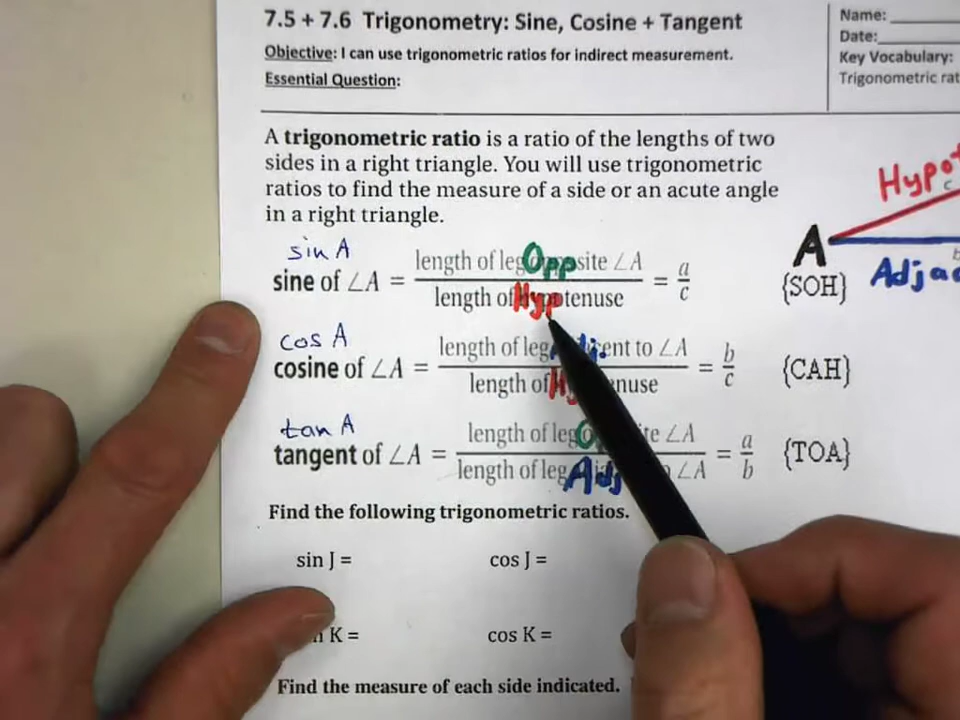 7.5 + 7.6 Trigonometry: Sine, Cosine + Tangent
Objective: I can use trigonometric ratios for indirect measurement.
Essential Question:
Name:
Date:
Key Vocabulary:
Trigonometric
A trigonometric ratio is a ratio of the lengths of two
sides in a right triangle. You will use trigonometric
ratios to find the measure of a side or an acute angle
in a right triangle.
c
A
b
sin A
sine of ∠A = length of leg Opp ∠A / length of Hyp = a/c
{SOH}
cos A
cosine of ∠A = length of leg to ∠A / length of = b/c
{CAH}
tan A
tangent of ∠A = length of leg ∠A / length of leg Adj ∠A = a/b
{TOA}
Find the following trigonometric ratios.
sin J =
cos J =
K =
cos K =
Find the measure of each side indicated.